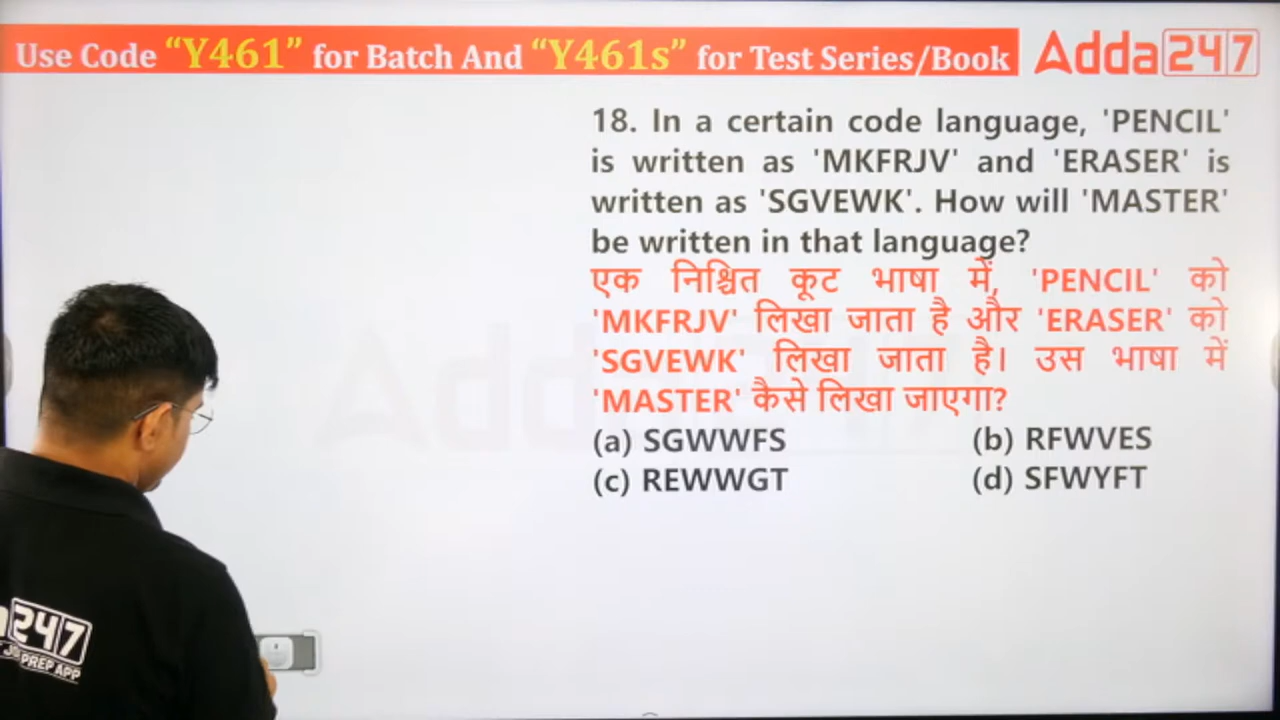 Use Code “Y461” for Batch And “Y461s” for Test Series/Book
Adda247
18. In a certain code language, 'PENCIL'
is written as 'MKFRJV' and 'ERASER' is
written as 'SGVEWK'. How will 'MASTER'
be written in that language?
एक निश्चित कूट भाषा में, 'PENCIL' को
'MKFRJV' लिखा जाता है और 'ERASER' को
'SGVEWK' लिखा जाता है। उस भाषा में
'MASTER' कैसे लिखा जाएगा?
(a) SGWWFS (b) RFWVES
(c) REWWGT (d) SFWYFT
247
PREP APP